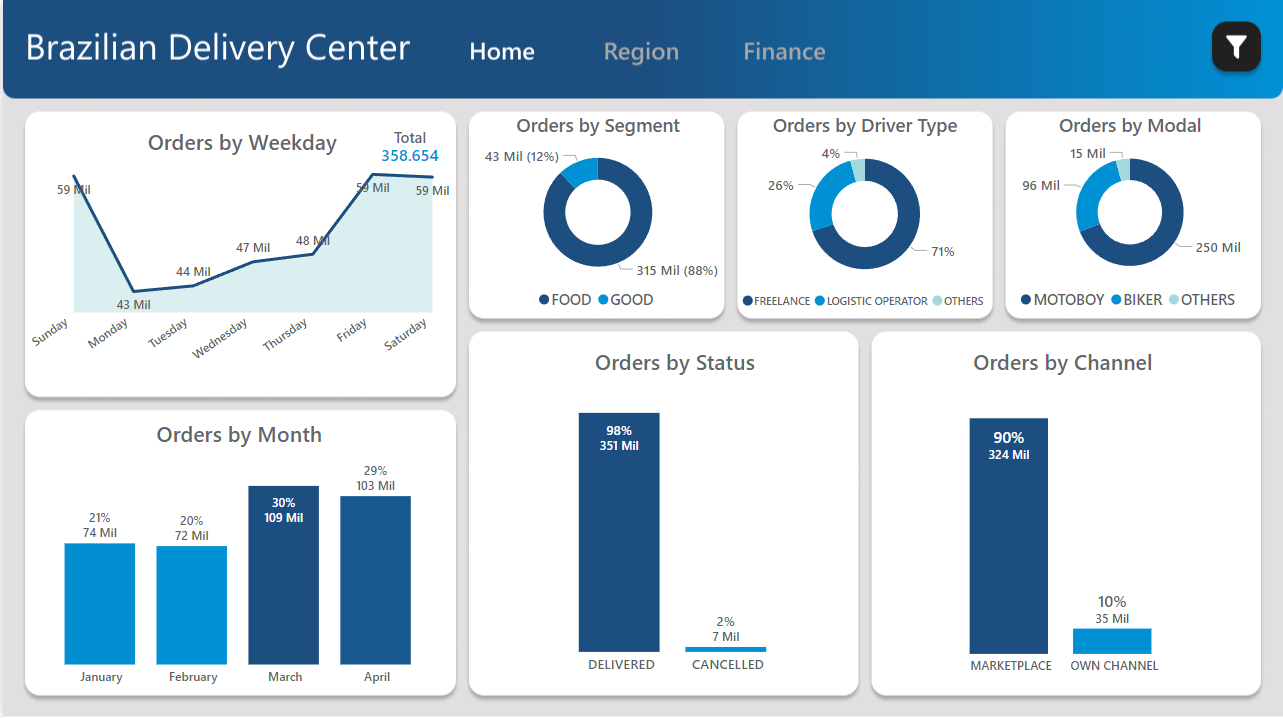 Brazilian Delivery Center
Home
Region
Finance
Orders by Weekday
Total
358.654
59 Mil
43 Mil
44 Mil
47 Mil
48 Mil
59 Mil
59 Mil
Sunday
Monday
Tuesday
Wednesday
Thursday
Friday
Saturday
Orders by Segment
43 Mil (12%)
315 Mil (88%)
FOOD
GOOD
Orders by Driver Type
4%
26%
71%
FREELANCE
LOGISTIC OPERATOR
OTHERS
Orders by Modal
15 Mil
96 Mil
250 Mil
MOTOBOY
BIKER
OTHERS
Orders by Month
21%
74 Mil
20%
72 Mil
30%
109 Mil
29%
103 Mil
January
February
March
April
Orders by Status
98%
351 Mil
2%
7 Mil
DELIVERED
CANCELLED
Orders by Channel
90%
324 Mil
10%
35 Mil
MARKETPLACE
OWN CHANNEL